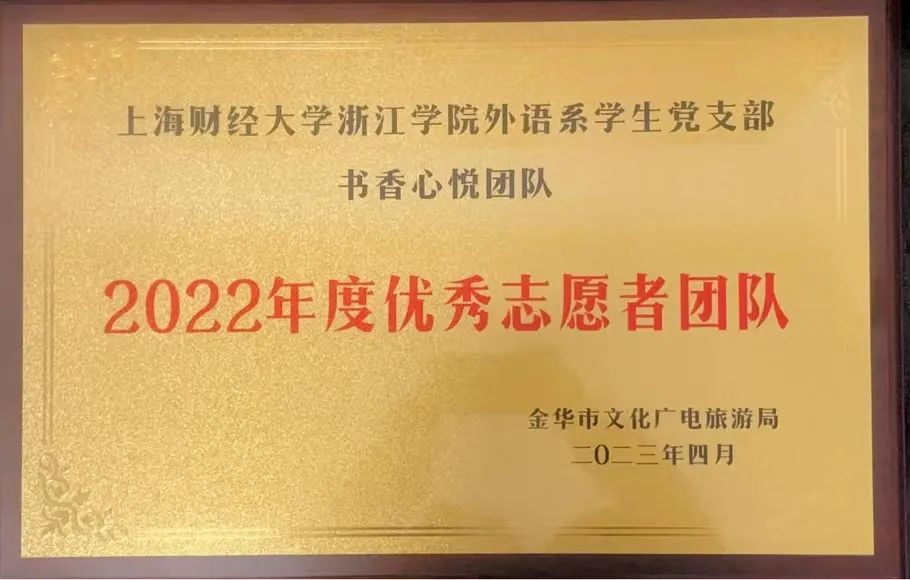 上海财经大学浙江学院外语系学生党支部
书香心悦团队
2022年度优秀志愿者团队
金华市文化广电旅游局
二〇二三年四月